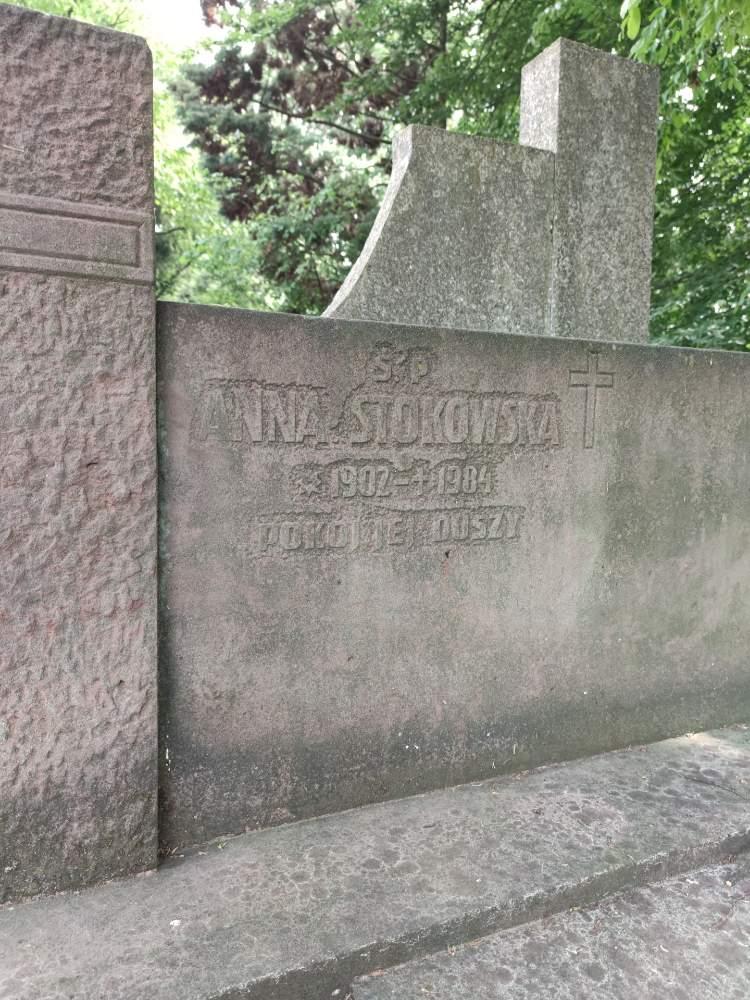 Ś. P.
ANNA STOKOWSKA
* 1902 - † 1984
POKÓJ JEJ DUSZY